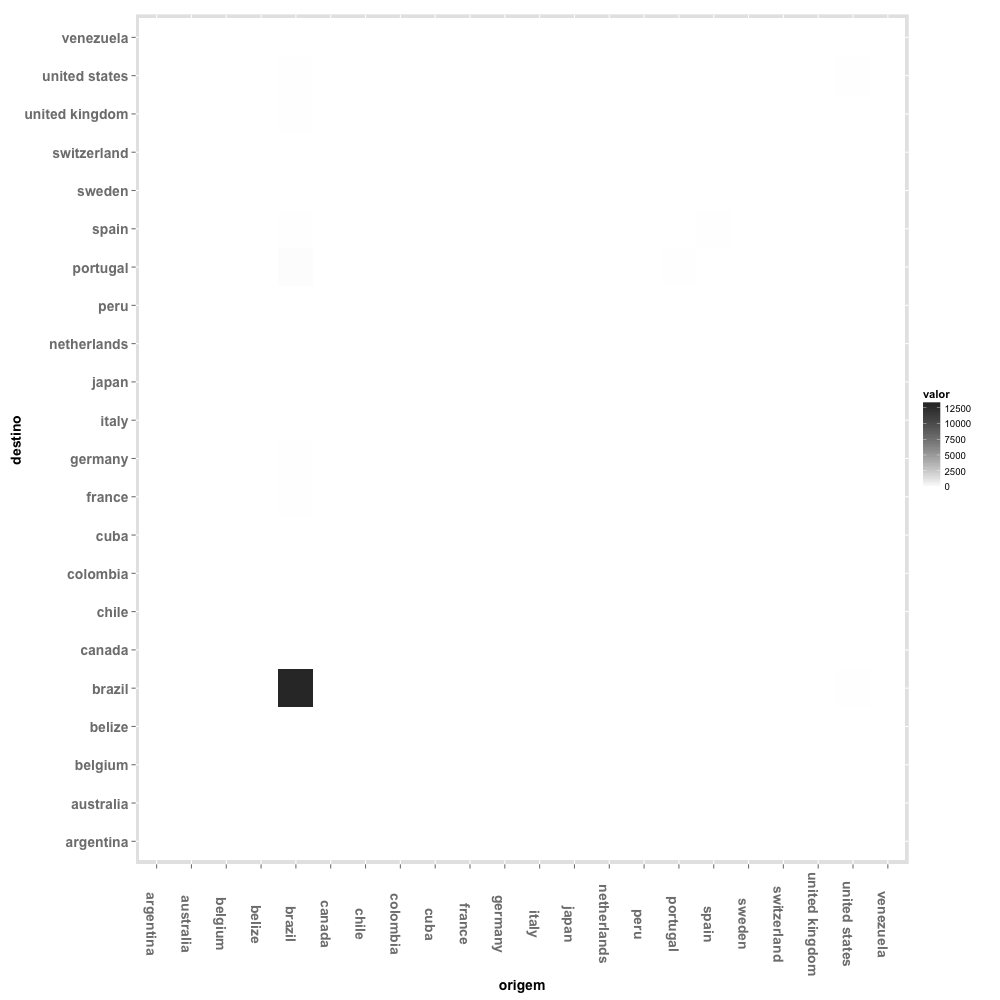 venezuela
united states
united kingdom
switzerland
sweden
spain
portugal
peru
netherlands
japan
italy
germany
france
cuba
colombia
chile
canada
brazil
belize
belgium
australia
argentina
destino
valor
12500
10000
7500
5000
2500
0
argentina
australia
belgium
belize
brazil
canada
chile
colombia
cuba
france
germany
italy
japan
netherlands
peru
portugal
spain
sweden
switzerland
united kingdom
united states
venezuela
origem